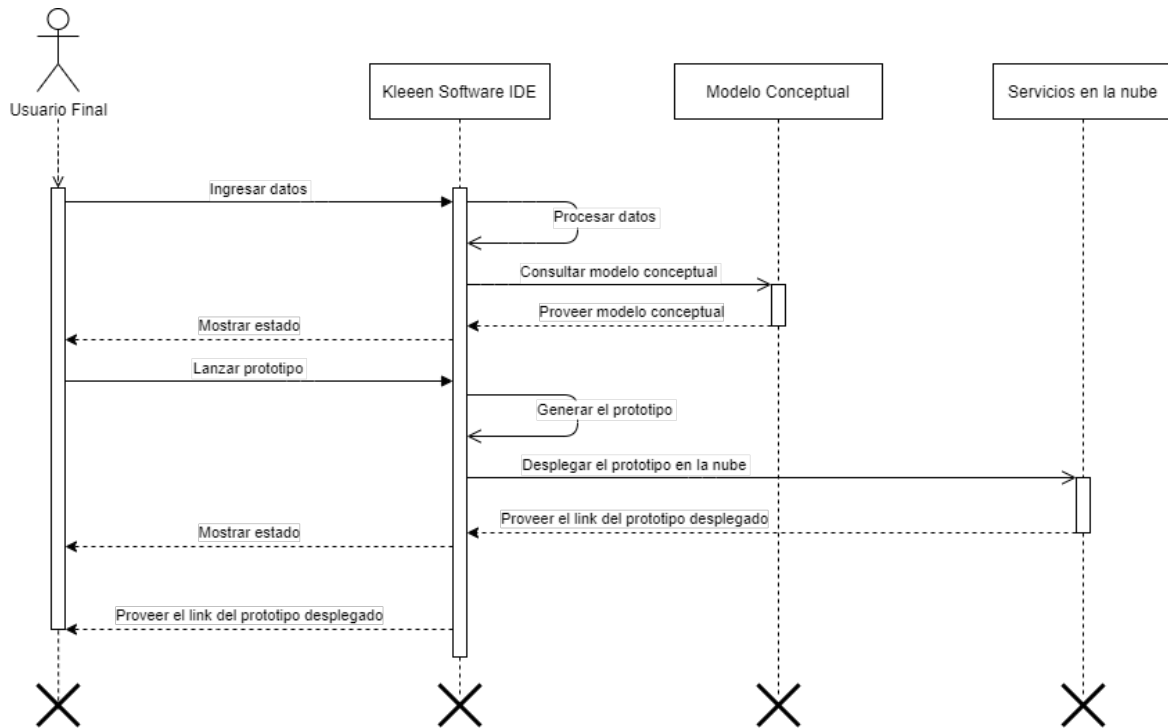 Usuario Final
Kleeen Software IDE
Modelo Conceptual
Servicios en la nube
Ingresar datos
Procesar datos
Consultar modelo conceptual
Proveer modelo conceptual
Mostrar estado
Lanzar prototipo
Generar el prototipo
Desplegar el prototipo en la nube
Proveer el link del prototipo desplegado
Mostrar estado
Proveer el link del prototipo desplegado